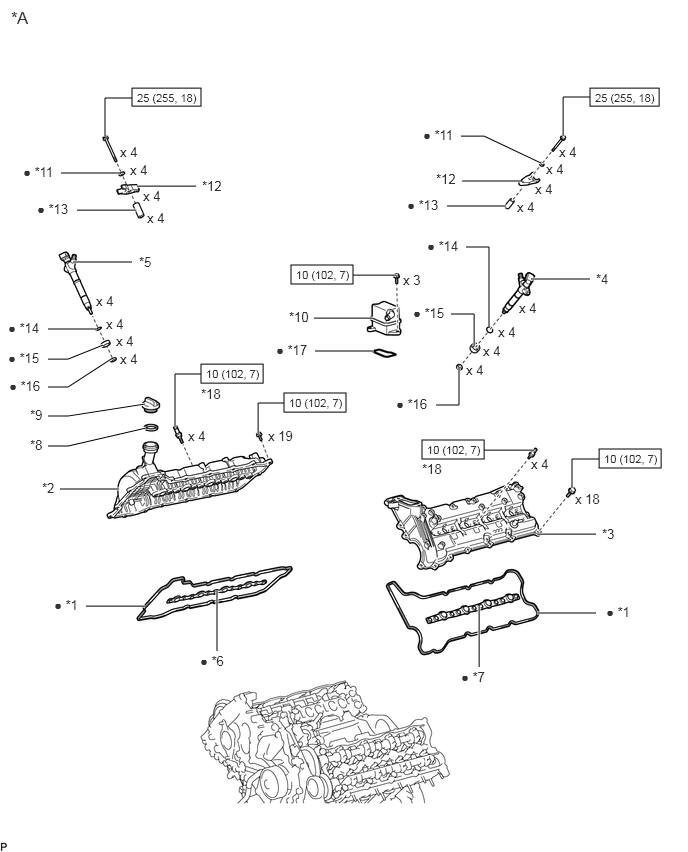 *A
25 (255, 18)
25 (255, 18)
x 4
x 4
● *11
x 4
● *11
x 4
*12
x 4
*12
x 4
● *13
x 4
● *13
x 4
*5
● *14
*4
10 (102, 7)
x 3
x 4
x 4
● *14
x 4
*10
● *15
x 4
● *15
x 4
● *17
x 4
● *16
x 4
x 4
10 (102, 7)
*18
● *16
*9
10 (102, 7)
*8
x 4
x 19
10 (102, 7)
*18
10 (102, 7)
x 4
*2
x 18
*3
● *1
● *1
● *6
● *7
P